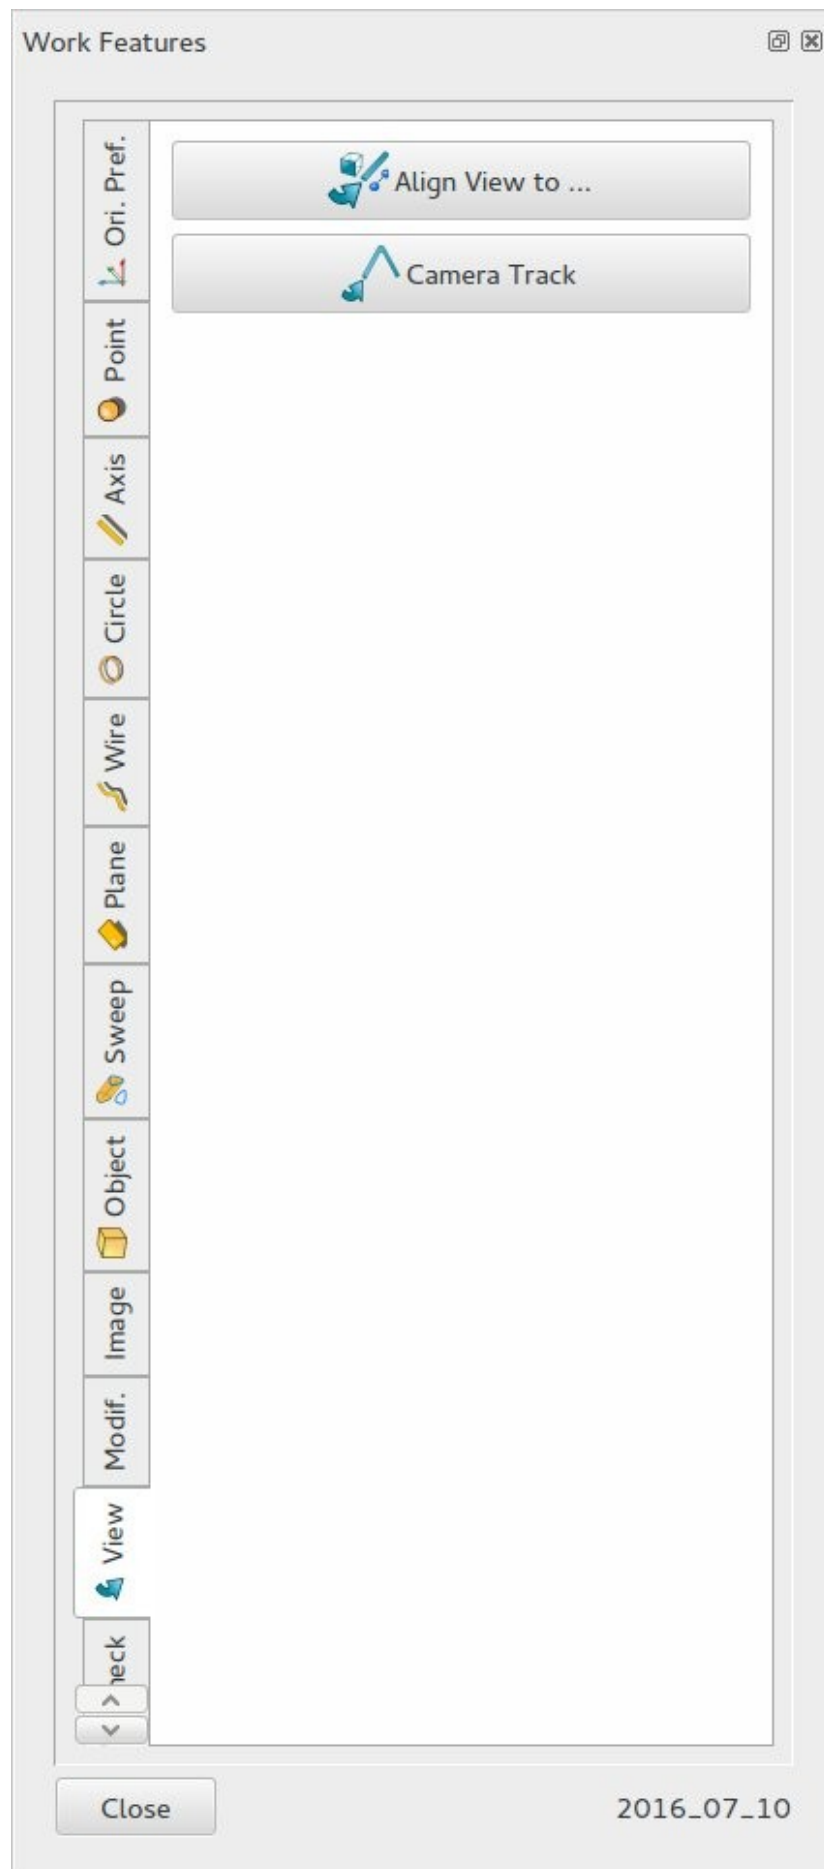 Work Features
Ori. Pref.
Point
Axis
Circle
Wire
Plane
Sweep
Object
Image
Modif.
View
Align View to ...
Camera Track
Close
2016_07_10